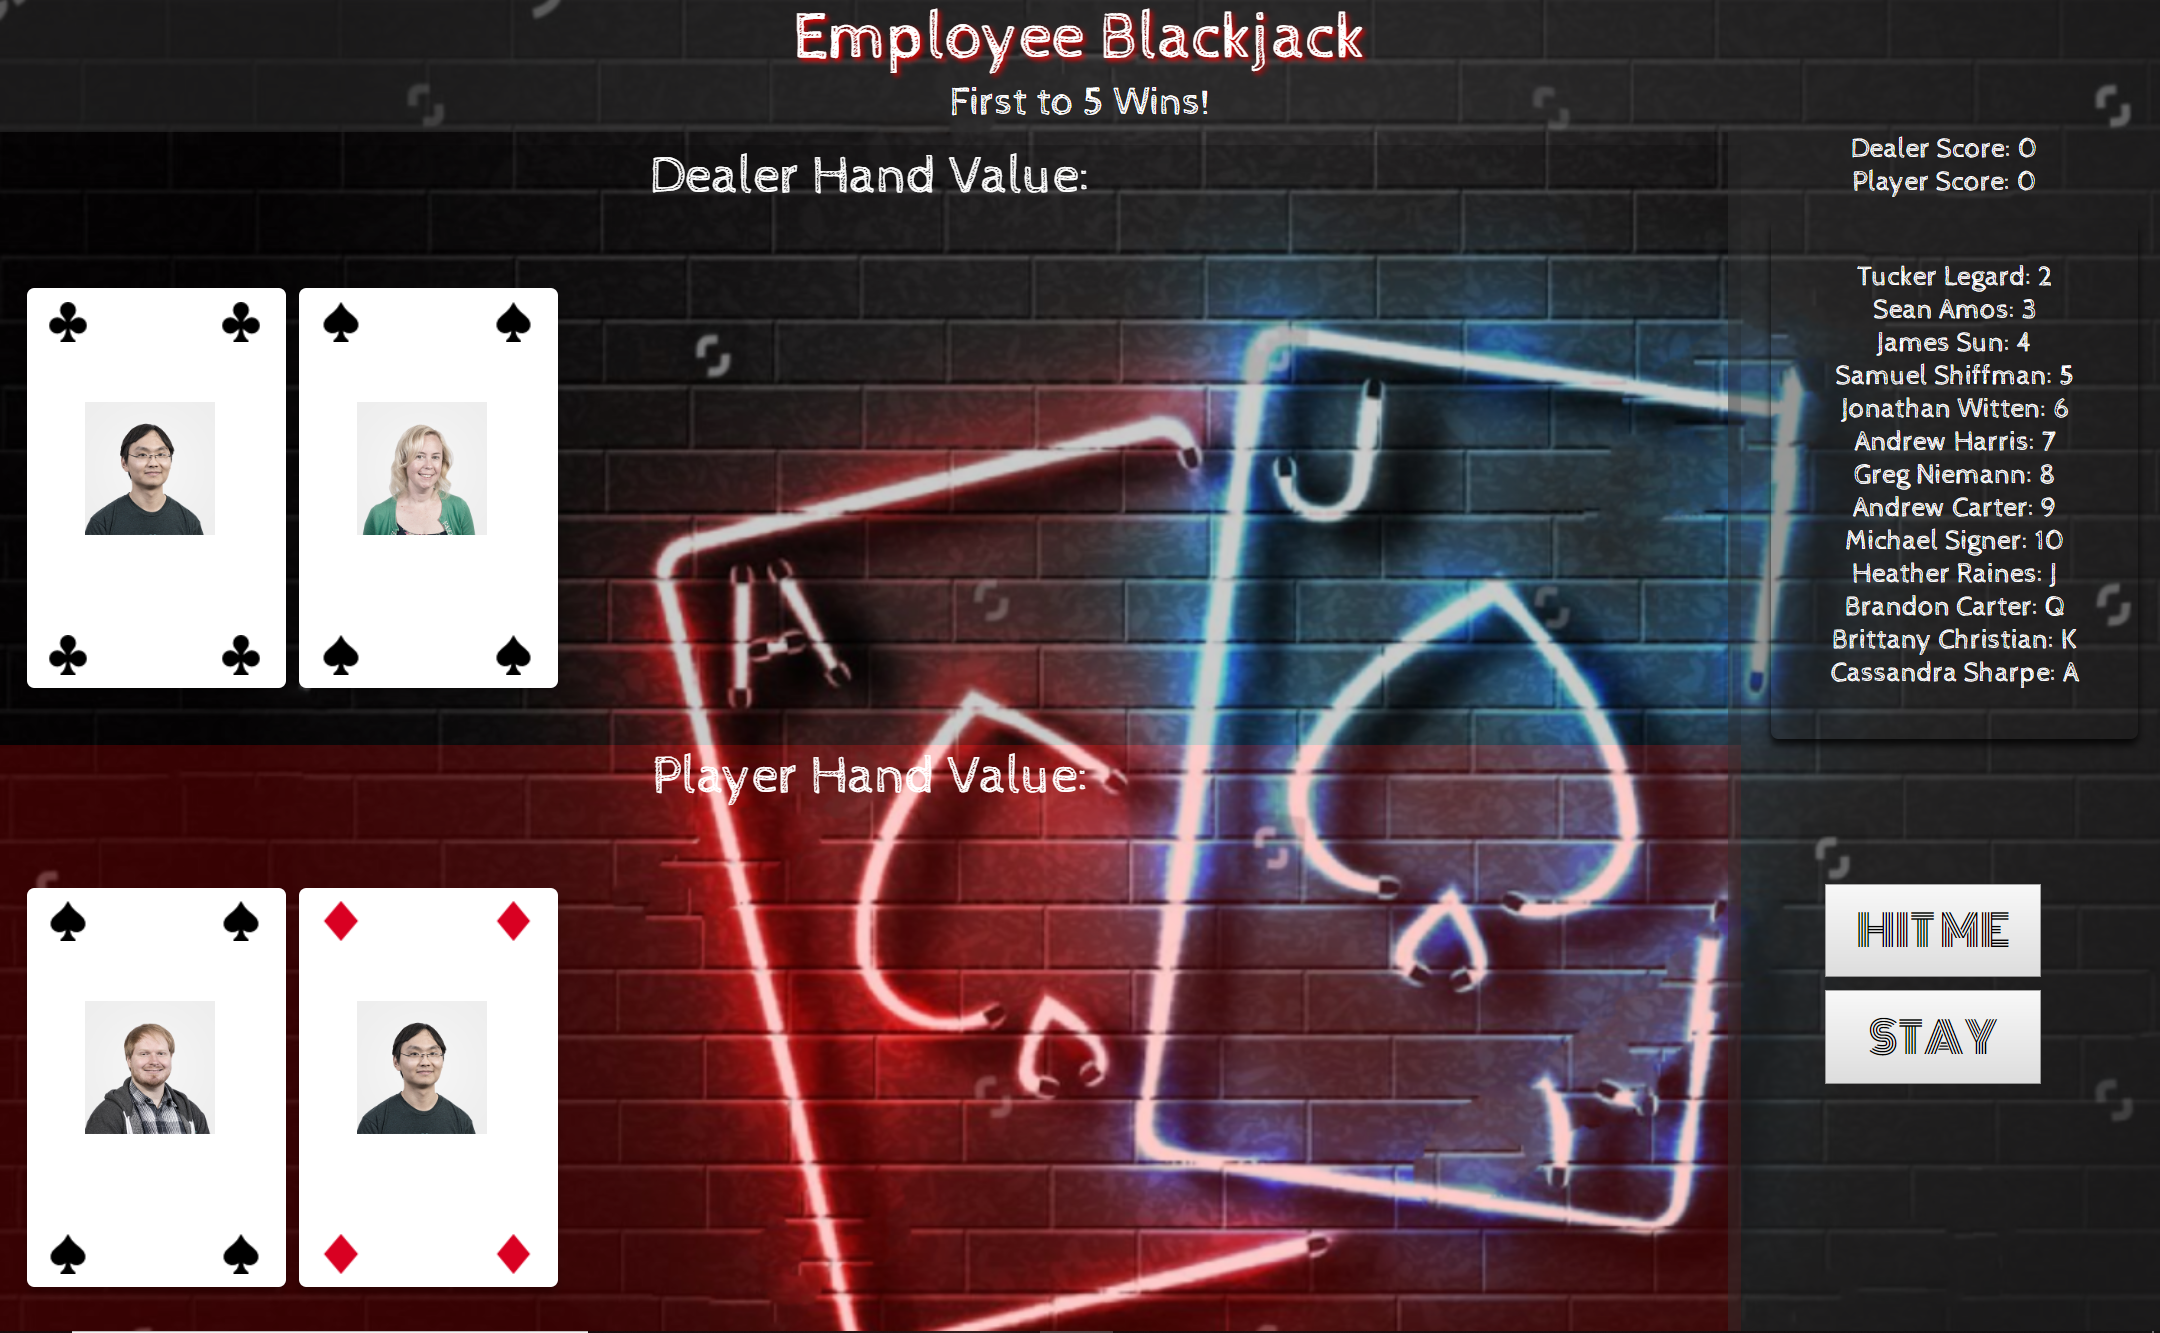 Employee Blackjack
First to 5 Wins!
Dealer Hand Value:
Dealer Score: 0
Player Score: 0
Tucker Legard: 2
Sean Amos: 3
James Sun: 4
Samuel Shiffman: 5
Jonathan Witten: 6
Andrew Harris: 7
Greg Niemann: 8
Andrew Carter: 9
Michael Signer: 10
Heather Raines: J
Brandon Carter: Q
Brittany Christian: K
Cassandra Sharpe: A
J
A
Player Hand Value:
HIT ME
STAY